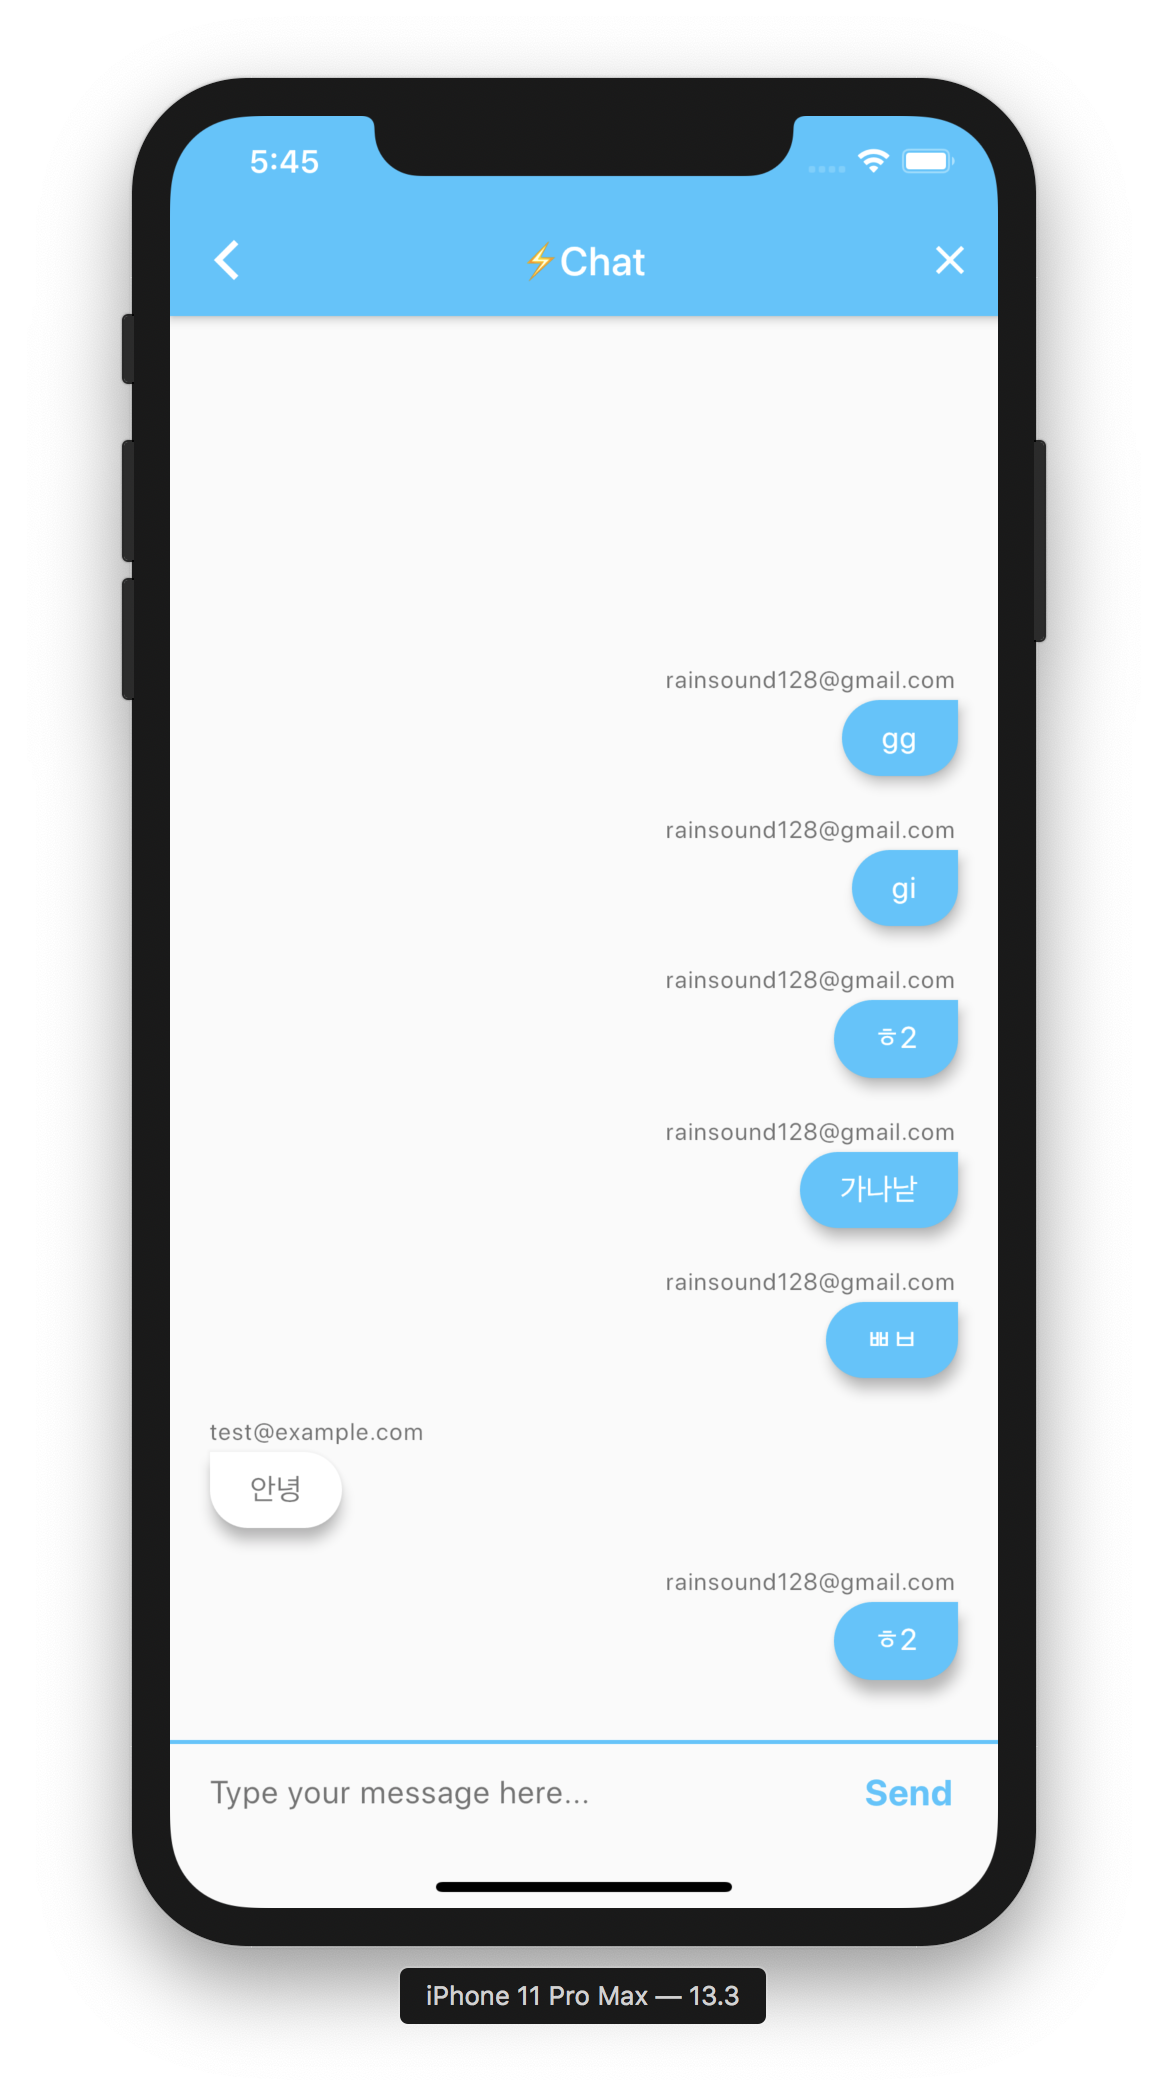 5:45
⚡Chat
rainsound128@gmail.com
gg
rainsound128@gmail.com
gi
rainsound128@gmail.com
ㅎ2
rainsound128@gmail.com
가나낟
rainsound128@gmail.com
ㅃㅂ
test@example.com
안녕
rainsound128@gmail.com
ㅎ2
Type your message here...
Send
iPhone 11 Pro Max — 13.3